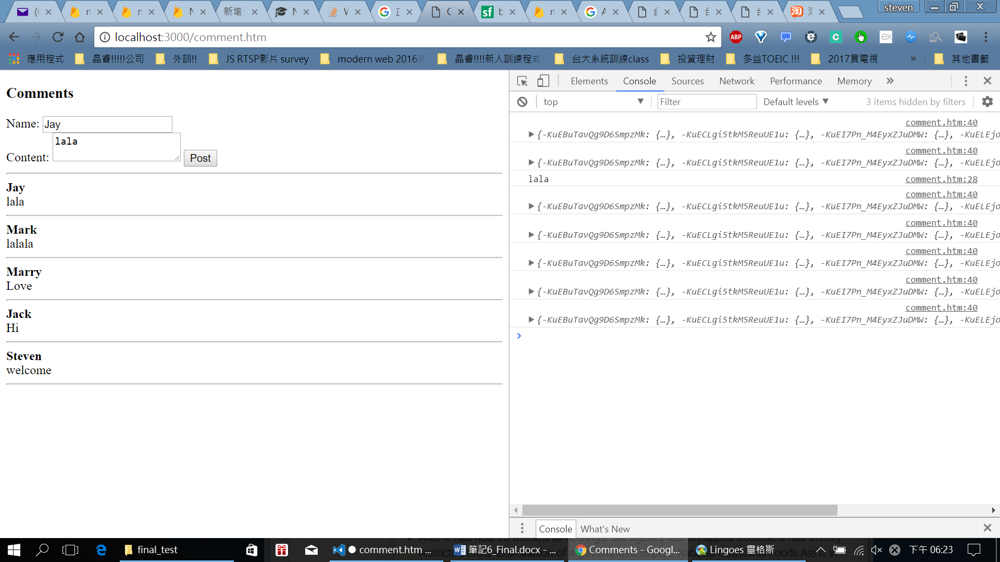 steven
新增
localhost:3000/comment.htm
應用程式 晶睿!!!!!公司 外訓!! JS RTSP影片 survey modern web 2016外 晶睿!!!!新人訓練程式 台大系統訓練class 投資理財 多益TOEIC !!! 2017買電視 » 其他書籤
Comments
Name: Jay
lala
Content: Post
Jay
lala
Mark
lalala
Marry
Love
Jack
Hi
Steven
welcome
Elements Console Sources Network Performance Memory »
top Filter Default levels 3 items hidden by filters
comment.htm:40
{-KuEBuTavQg9D6SmpzMk: {…}, -KuECLgi5tkM5ReuUE1u: {…}, -KuEI7Pn_M4EyxZJuDMW: {…}, -KuELEjo
comment.htm:40
{-KuEBuTavQg9D6SmpzMk: {…}, -KuECLgi5tkM5ReuUE1u: {…}, -KuEI7Pn_M4EyxZJuDMW: {…}, -KuELEjo
lala comment.htm:28
comment.htm:40
{-KuEBuTavQg9D6SmpzMk: {…}, -KuECLgi5tkM5ReuUE1u: {…}, -KuEI7Pn_M4EyxZJuDMW: {…}, -KuELEjo
comment.htm:40
{-KuEBuTavQg9D6SmpzMk: {…}, -KuECLgi5tkM5ReuUE1u: {…}, -KuEI7Pn_M4EyxZJuDMW: {…}, -KuELEjo
comment.htm:40
{-KuEBuTavQg9D6SmpzMk: {…}, -KuECLgi5tkM5ReuUE1u: {…}, -KuEI7Pn_M4EyxZJuDMW: {…}, -KuELEjo
comment.htm:40
{-KuEBuTavQg9D6SmpzMk: {…}, -KuECLgi5tkM5ReuUE1u: {…}, -KuEI7Pn_M4EyxZJuDMW: {…}, -KuELEjo
comment.htm:40
{-KuEBuTavQg9D6SmpzMk: {…}, -KuECLgi5tkM5ReuUE1u: {…}, -KuEI7Pn_M4EyxZJuDMW: {…}, -KuELEjo
Console What's New
final_test ● comment.htm ... 筆記6_Final.docx - ... Comments - Googl... Lingoes 靈格斯 下午 06:23